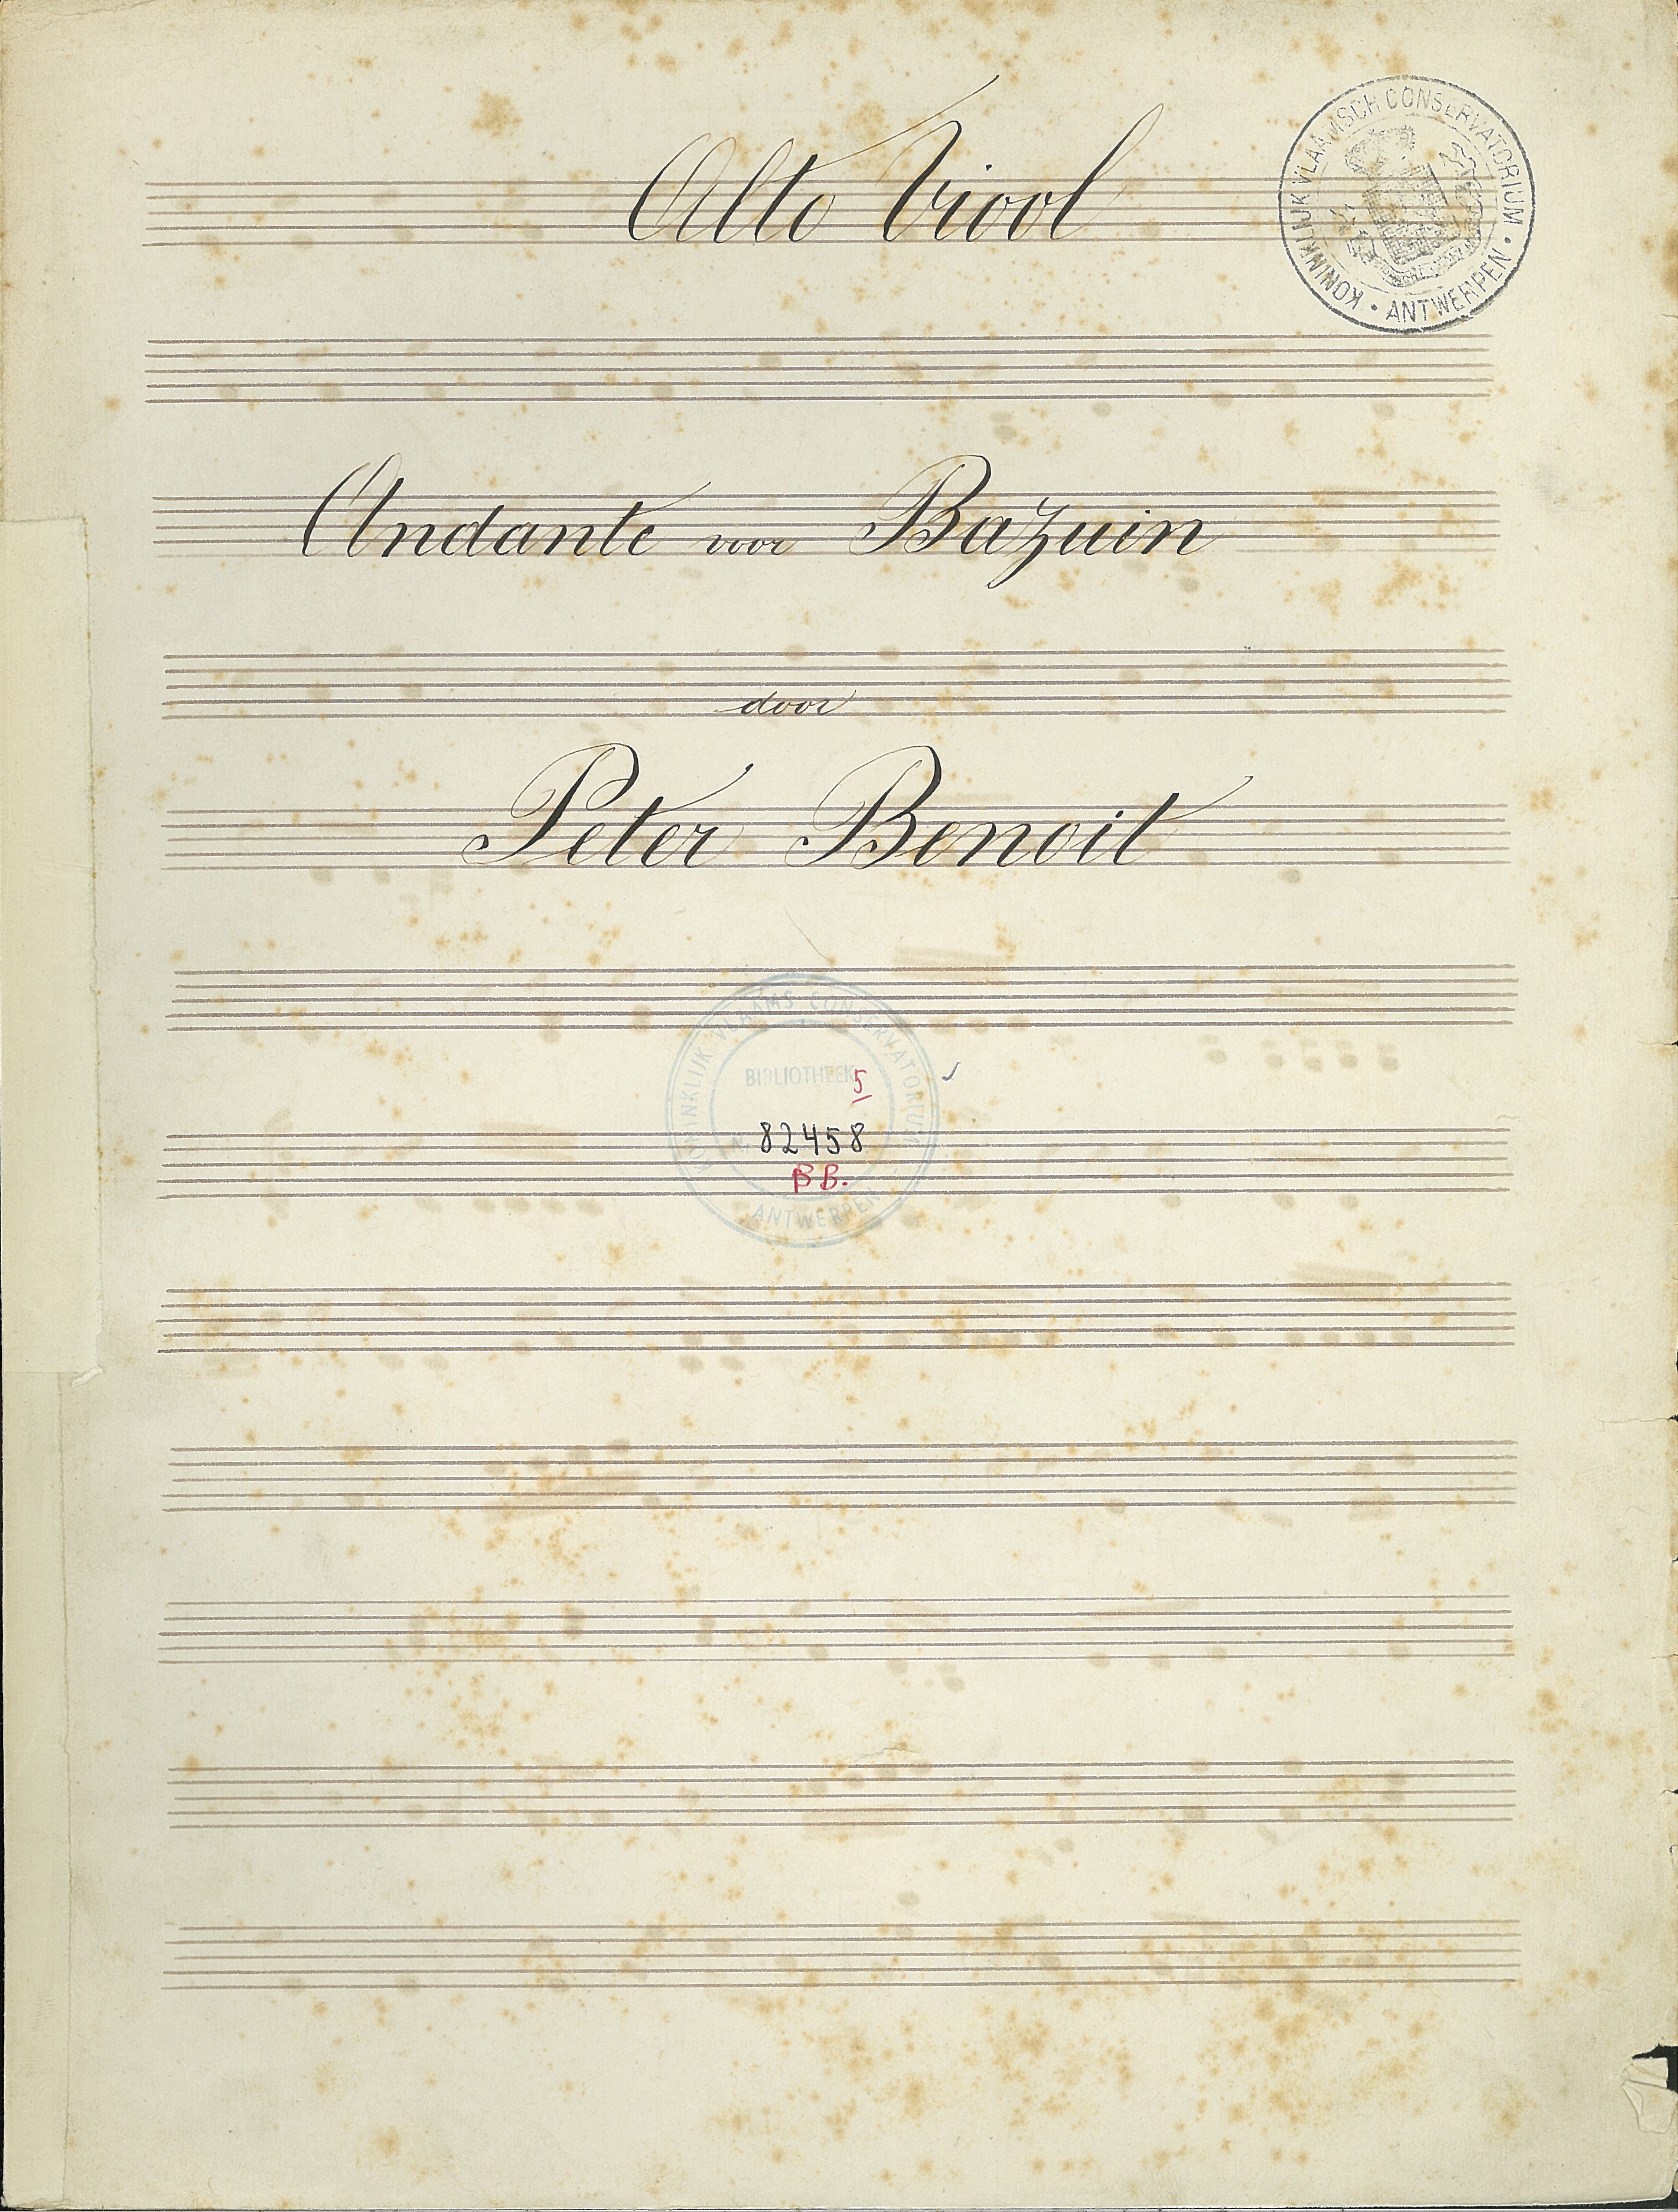 Alto Viool
KONINKLIJK VLAAMSCH CONSERVATORIUM • ANTWERPEN •
Andante voor Bazuin
door
Peter Benoit
KONINKLIJK VLAAMS CONSERVATORIUM
BIBLIOTHEEK 5
82458
BB.
ANTWERPEN